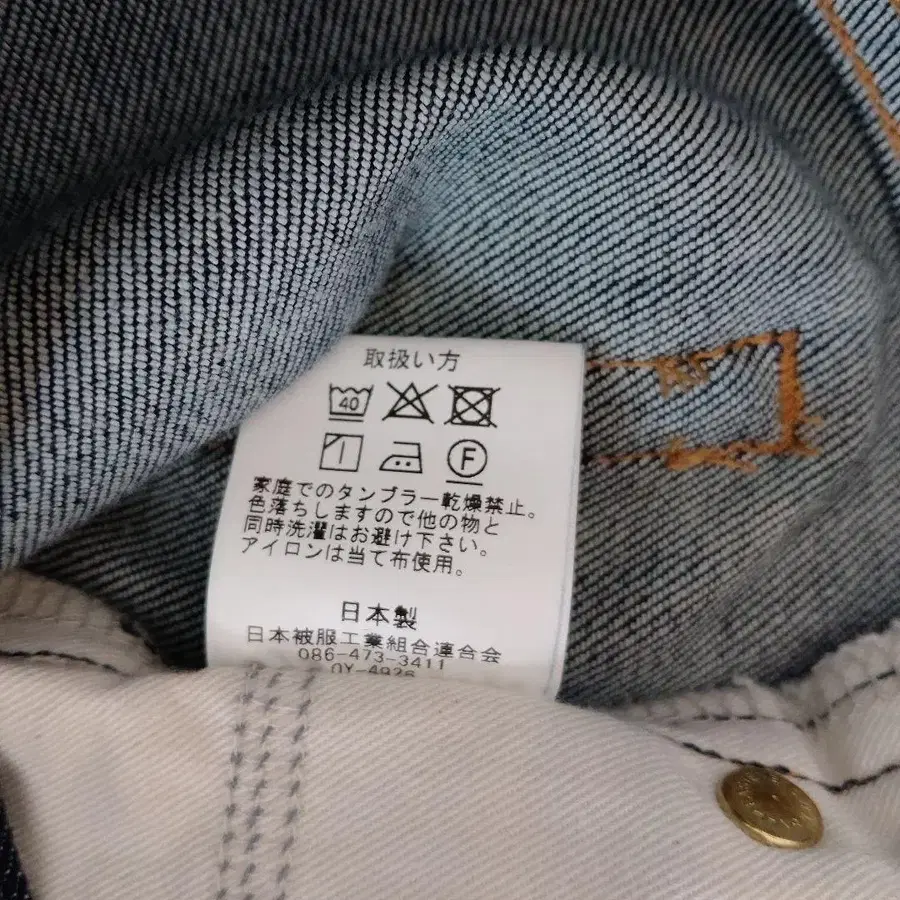 取扱い方
40
F
家庭でのタンブラー乾燥禁止。
色落ちしますので他の物と
同時洗濯はお避け下さい。
アイロンは当て布使用。
日本製
日本被服工業組合連合会
086-473-3411
OY-4926